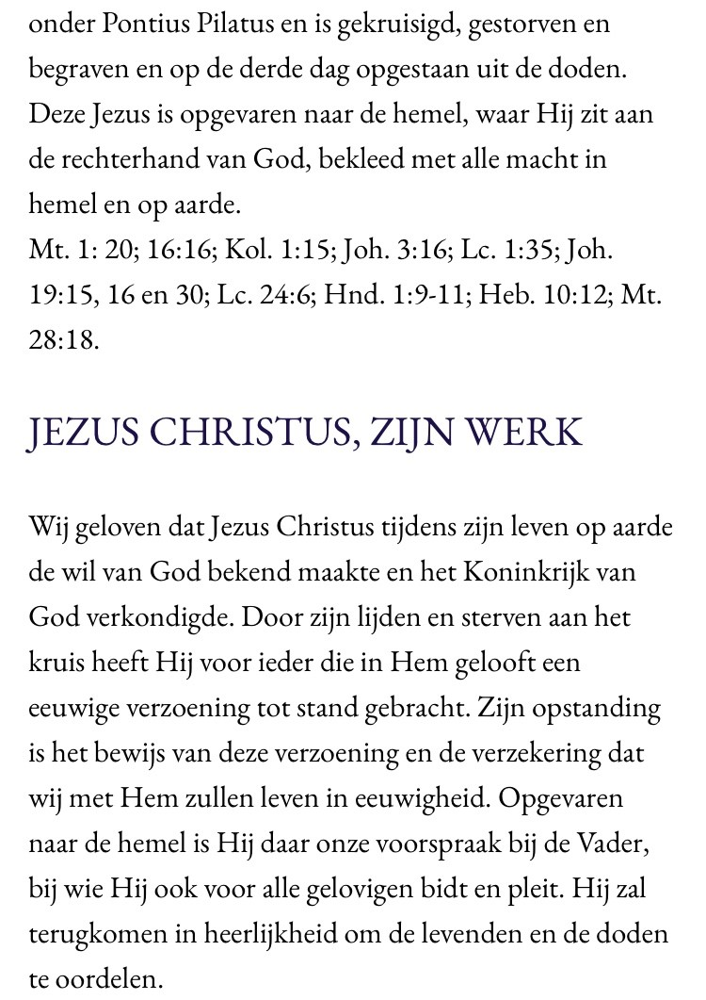 onder Pontius Pilatus en is gekruisigd, gestorven en
begraven en op de derde dag opgestaan uit de doden.
Deze Jezus is opgevaren naar de hemel, waar Hij zit aan
de rechterhand van God, bekleed met alle macht in
hemel en op aarde.
Mt. 1: 20; 16:16; Kol. 1:15; Joh. 3:16; Lc. 1:35; Joh.
19:15, 16 en 30; Lc. 24:6; Hnd. 1:9-11; Heb. 10:12; Mt.
28:18.
JEZUS CHRISTUS, ZIJN WERK
Wij geloven dat Jezus Christus tijdens zijn leven op aarde
de wil van God bekend maakte en het Koninkrijk van
God verkondigde. Door zijn lijden en sterven aan het
kruis heeft Hij voor ieder die in Hem gelooft een
eeuwige verzoening tot stand gebracht. Zijn opstanding
is het bewijs van deze verzoening en de verzekering dat
wij met Hem zullen leven in eeuwigheid. Opgevaren
naar de hemel is Hij daar onze voorspraak bij de Vader,
bij wie Hij ook voor alle gelovigen bidt en pleit. Hij zal
terugkomen in heerlijkheid om de levenden en de doden
te oordelen.